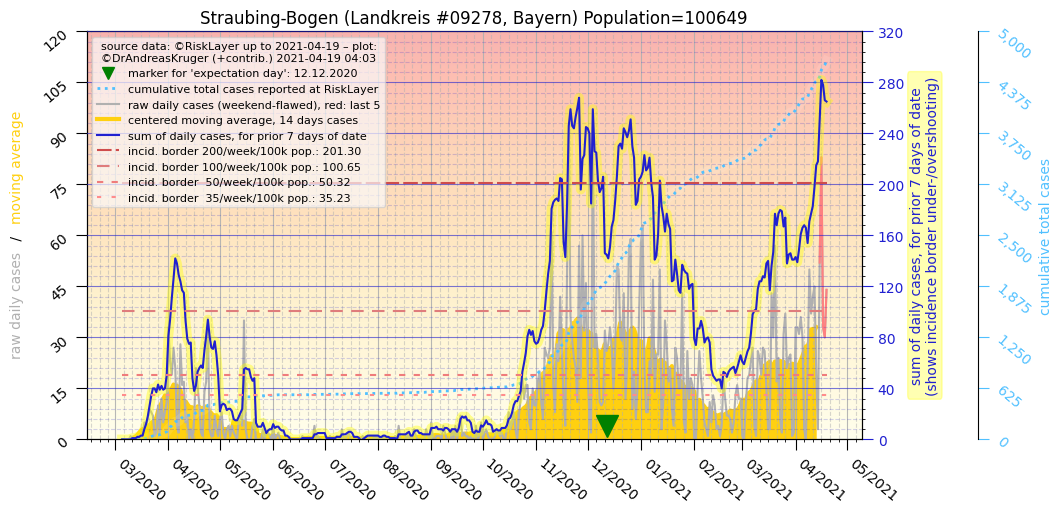 Straubing-Bogen (Landkreis #09278, Bayern) Population=100649
source data: ©RiskLayer up to 2021-04-19 – plot:
©DrAndreasKruger (+contrib.) 2021-04-19 04:03
marker for 'expectation day': 12.12.2020
cumulative total cases reported at RiskLayer
raw daily cases (weekend-flawed), red: last 5
centered moving average, 14 days cases
sum of daily cases, for prior 7 days of date
incid. border 200/week/100k pop.: 201.30
incid. border 100/week/100k pop.: 100.65
incid. border  50/week/100k pop.: 50.32
incid. border  35/week/100k pop.: 35.23
raw daily cases / moving average
120
105
90
75
60
45
30
15
0
03/2020
04/2020
05/2020
06/2020
07/2020
08/2020
09/2020
10/2020
11/2020
12/2020
01/2021
02/2021
03/2021
04/2021
05/2021
320
280
240
200
160
120
80
40
0
sum of daily cases, for prior 7 days of date
(shows incidence border under-/overshooting)
5,000
4,375
3,750
3,125
2,500
1,875
1,250
625
0
cumulative total cases